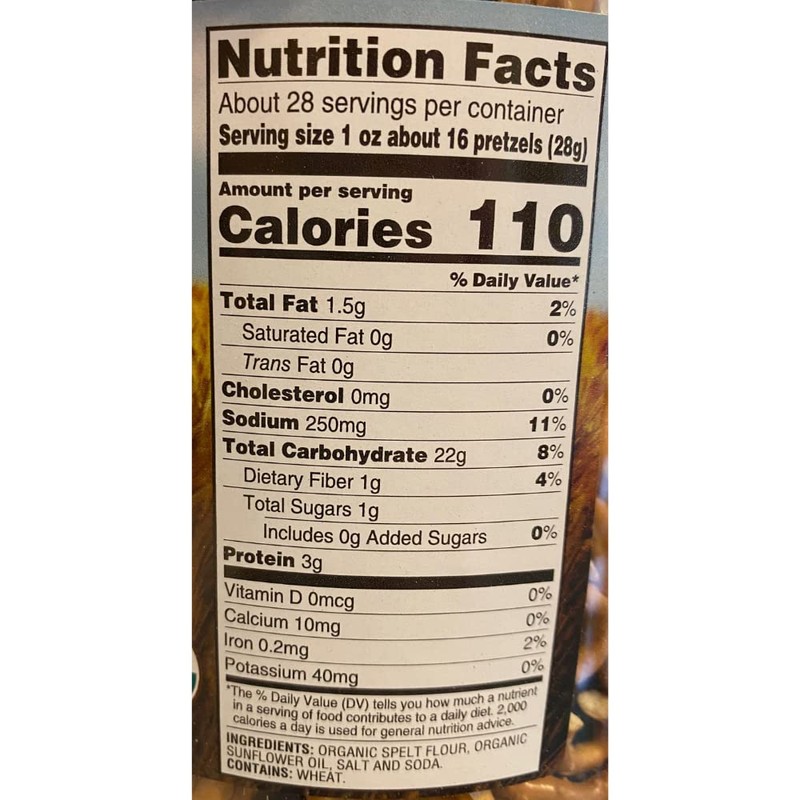 Nutrition Facts
About 28 servings per container
Serving size 1 oz about 16 pretzels (28g)
Amount per serving
Calories 110
% Daily Value*
Total Fat 1.5g 2%
Saturated Fat 0g 0%
Trans Fat 0g
Cholesterol 0mg 0%
Sodium 250mg 11%
Total Carbohydrate 22g 8%
Dietary Fiber 1g 4%
Total Sugars 1g
Includes 0g Added Sugars 0%
Protein 3g
Vitamin D 0mcg 0%
Calcium 10mg 0%
Iron 0.2mg 2%
Potassium 40mg 0%
*The % Daily Value (DV) tells you how much a nutrient
in a serving of food contributes to a daily diet. 2,000
calories a day is used for general nutrition advice.
INGREDIENTS: ORGANIC SPELT FLOUR, ORGANIC
SUNFLOWER OIL, SALT AND SODA.
CONTAINS: WHEAT.